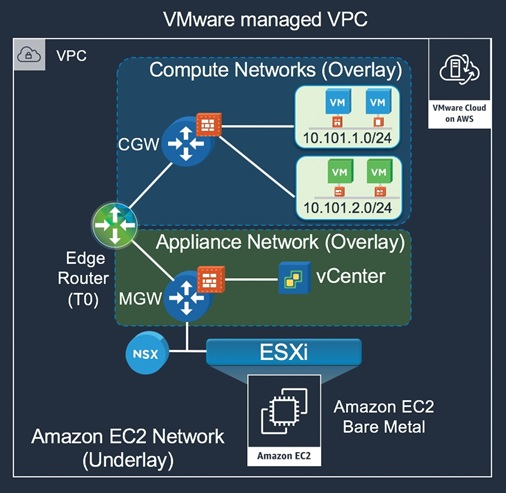 VMware managed VPC
VPC
VMware Cloud
on AWS
Compute Networks (Overlay)
VM VM
10.101.1.0/24
CGW
VM VM
10.101.2.0/24
Edge
Router
(T0)
Appliance Network (Overlay)
vCenter
MGW
NSX
ESXi
Amazon EC2
Amazon EC2
Bare Metal
Amazon EC2 Network
(Underlay)